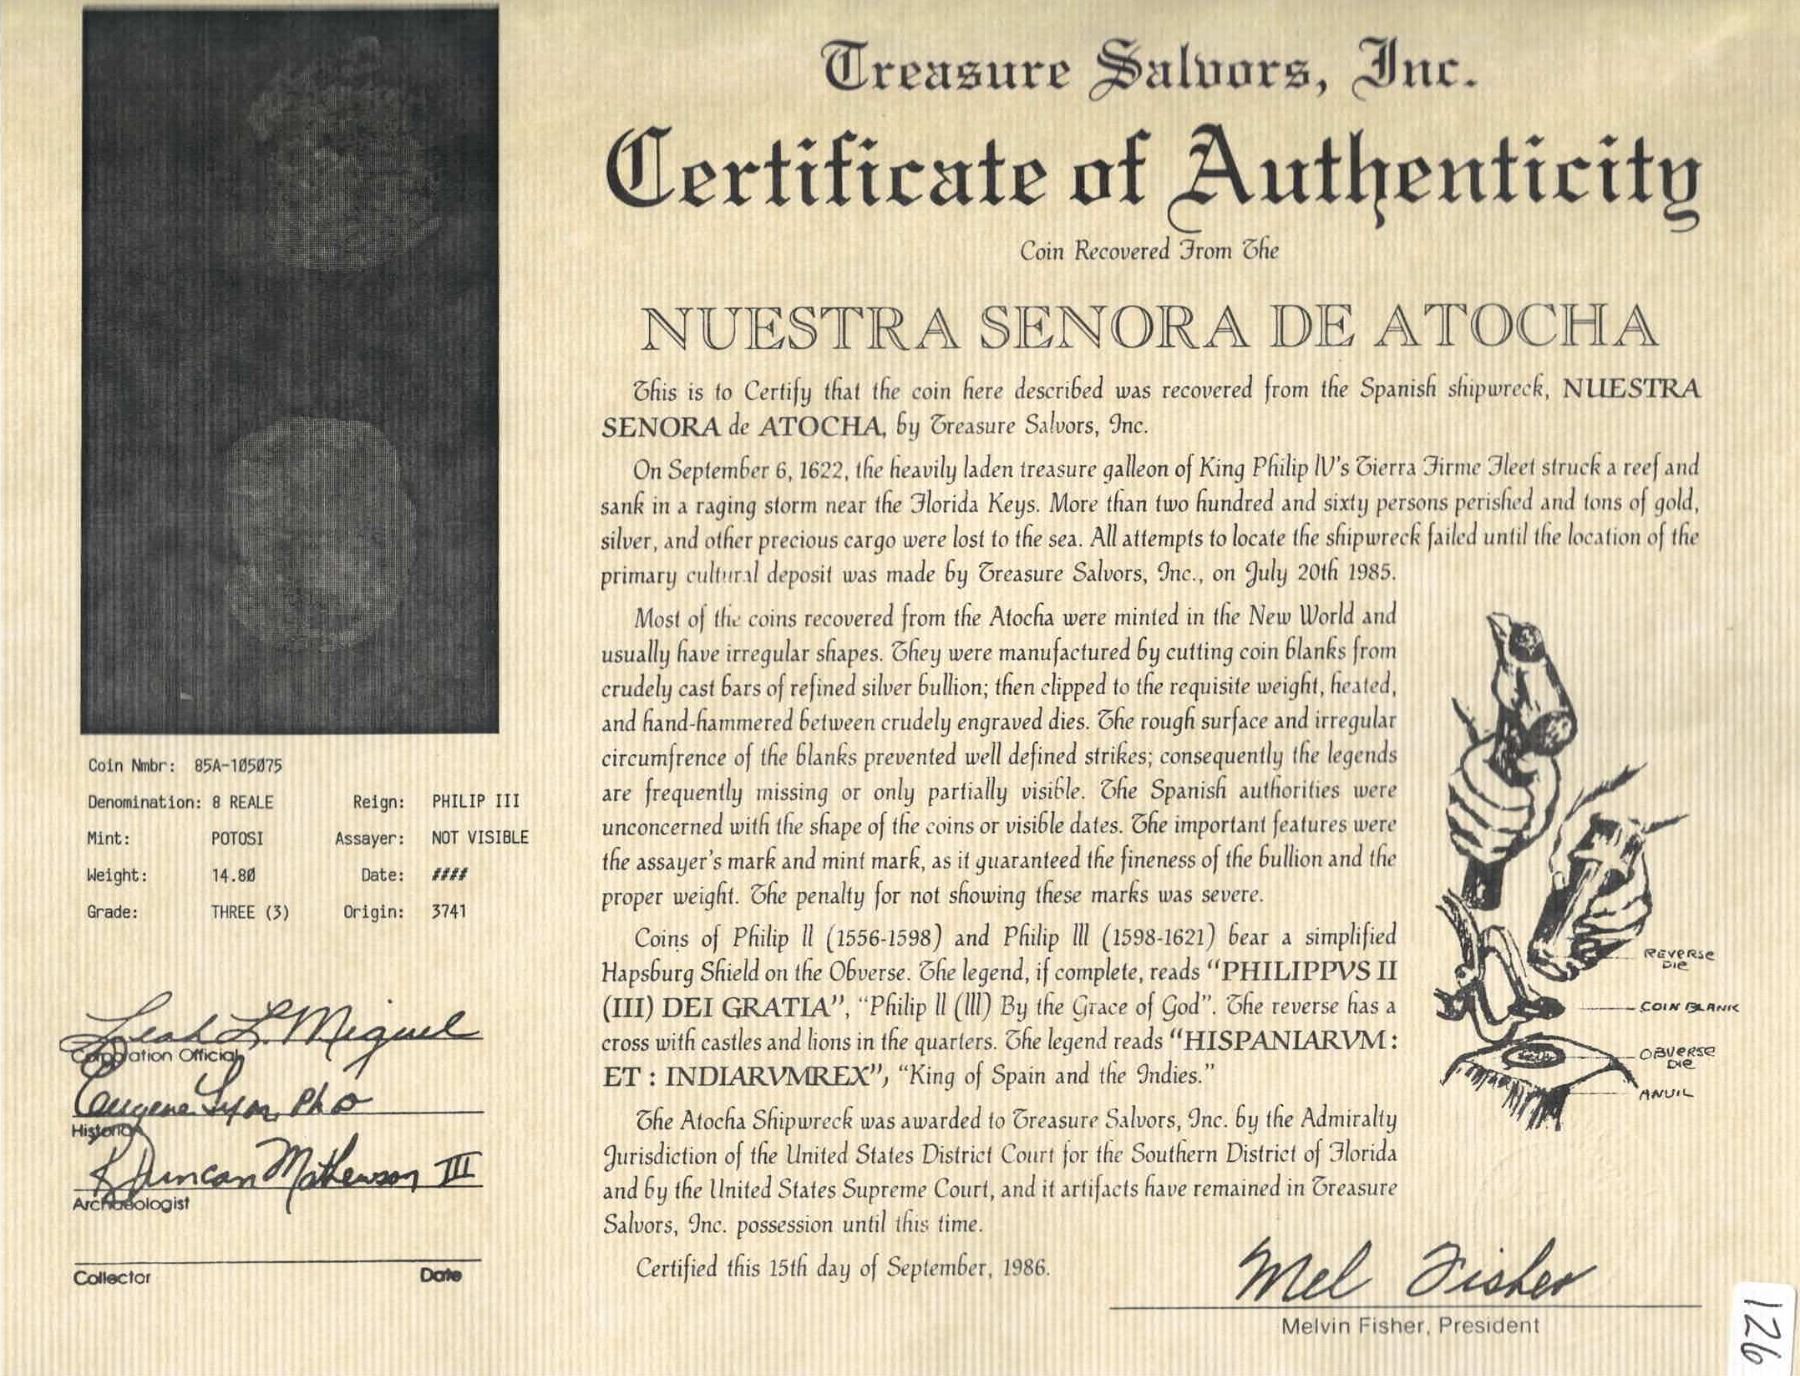 Treasure Salvors, Inc.
Certificate of Authenticity
Coin Recovered From The
NUESTRA SENORA DE ATOCHA
This is to Certify that the coin here described was recovered from the Spanish shipwreck, NUESTRA
SENORA de ATOCHA, by Treasure Salvors, Inc.
On September 6, 1622, the heavily laden treasure galleon of King Philip IV's Tierra Firme Fleet struck a reef and
sank in a raging storm near the Florida Keys. More than two hundred and sixty persons perished and tons of gold,
silver, and other precious cargo were lost to the sea. All attempts to locate the shipwreck failed until the location of the
primary cultural deposit was made by Treasure Salvors, Inc., on July 20th 1985.
Most of the coins recovered from the Atocha were minted in the New World and
usually have irregular shapes. They were manufactured by cutting coin blanks from
crudely cast bars of refined silver bullion; then clipped to the requisite weight, heated,
and hand-hammered between crudely engraved dies. The rough surface and irregular
circumfrence of the blanks prevented well defined strikes; consequently the legends
are frequently missing or only partially visible. The Spanish authorities were
unconcerned with the shape of the coins or visible dates. The important features were
the assayer's mark and mint mark, as it guaranteed the fineness of the bullion and the
proper weight. The penalty for not showing these marks was severe.
Coins of Philip II (1556-1598) and Philip III (1598-1621) bear a simplified
Hapsburg Shield on the Obverse. The legend, if complete, reads "PHILIPPVS II
(III) DEI GRATIA", "Philip II (III) By the Grace of God". The reverse has a
cross with castles and lions in the quarters. The legend reads "HISPANIARVM :
ET : INDIARVMREX", "King of Spain and the Indies."
The Atocha Shipwreck was awarded to Treasure Salvors, Inc. by the Admiralty
Jurisdiction of the United States District Court for the Southern District of Florida
and by the United States Supreme Court, and it artifacts have remained in Treasure
Salvors, Inc. possession until this time.
Certified this 15th day of September, 1986.
Mel Fisher
Melvin Fisher, President
REVERSE
DIE
COIN BLANK
OBVERSE
DIE
ANVIL
Coin Nmbr: 85A-105075
Denomination: 8 REALE Reign: PHILIP III
Mint: POTOSI Assayer: NOT VISIBLE
Weight: 14.80 Date: ####
Grade: THREE (3) Origin: 3741
Leah L. Miguel
Corporation Official
Eugene Lyon, Ph D
Historian
R Duncan Mathewson III
Archaeologist
Collector Date
126